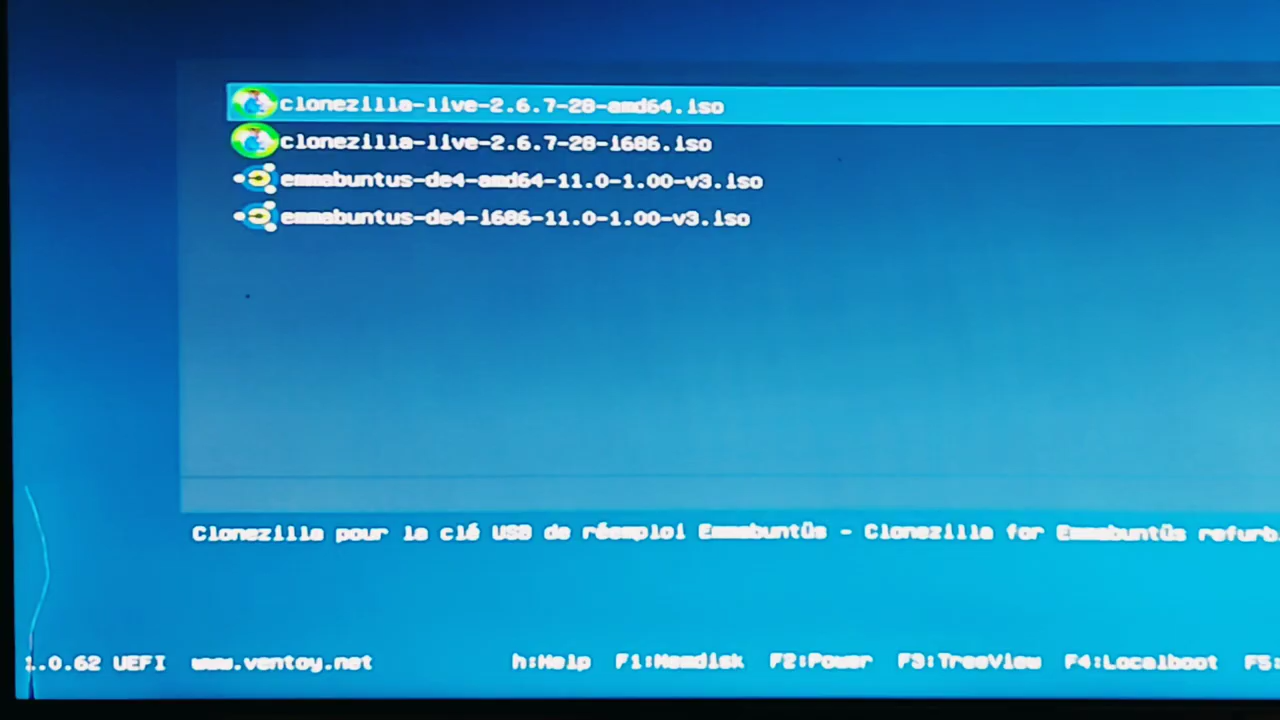 clonezilla-live-2.6.7-28-amd64.iso
clonezilla-live-2.6.7-28-i686.iso
emmabuntus-de4-amd64-11.0-1.00-v3.iso
emmabuntus-de4-i686-11.0-1.00-v3.iso
Clonezilla pour la clé USB de réemploi Emmabuntüs - Clonezilla for Emmabuntüs refurb
1.0.62 UEFI www.ventoy.net h:Help F1:Memdisk F2:Power F3:TreeView F4:Localboot F5: